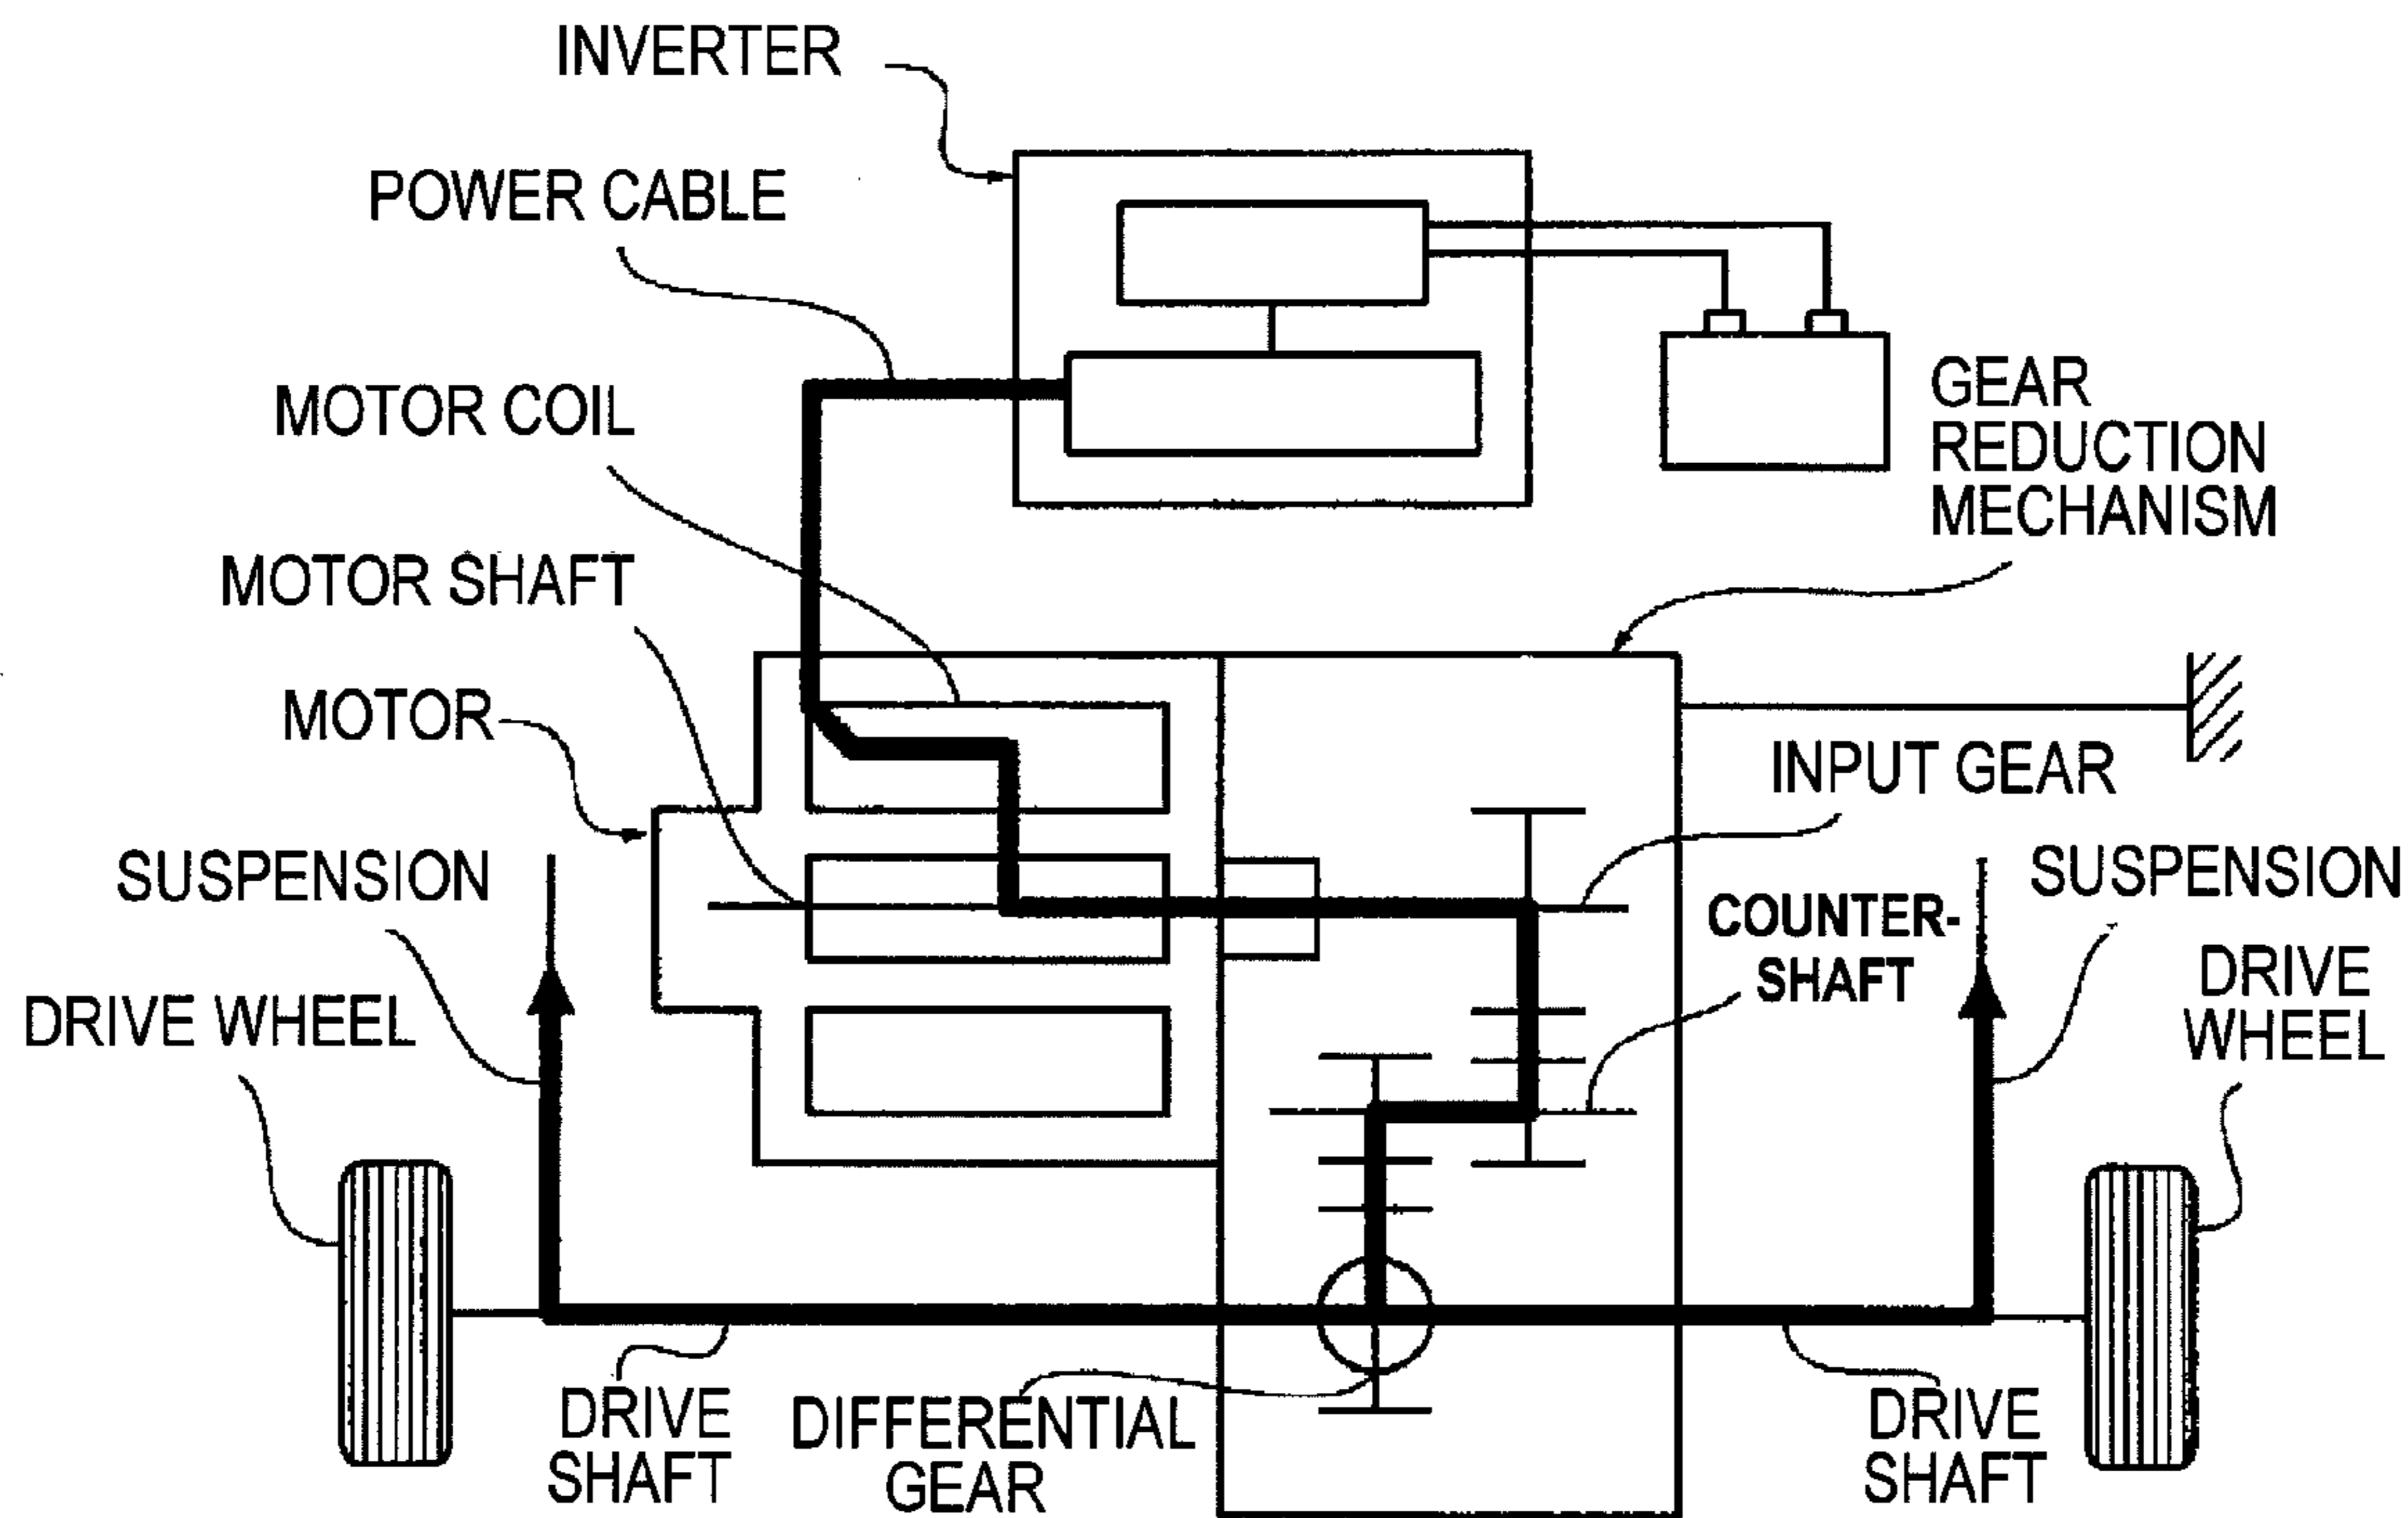 INVERTER
POWER CABLE
MOTOR COIL
GEAR
REDUCTION
MECHANISM
MOTOR SHAFT
MOTOR
INPUT GEAR
SUSPENSION
SUSPENSION
COUNTER-
SHAFT
DRIVE WHEEL
DRIVE
WHEEL
DRIVE
SHAFT
DIFFERENTIAL
GEAR
DRIVE
SHAFT